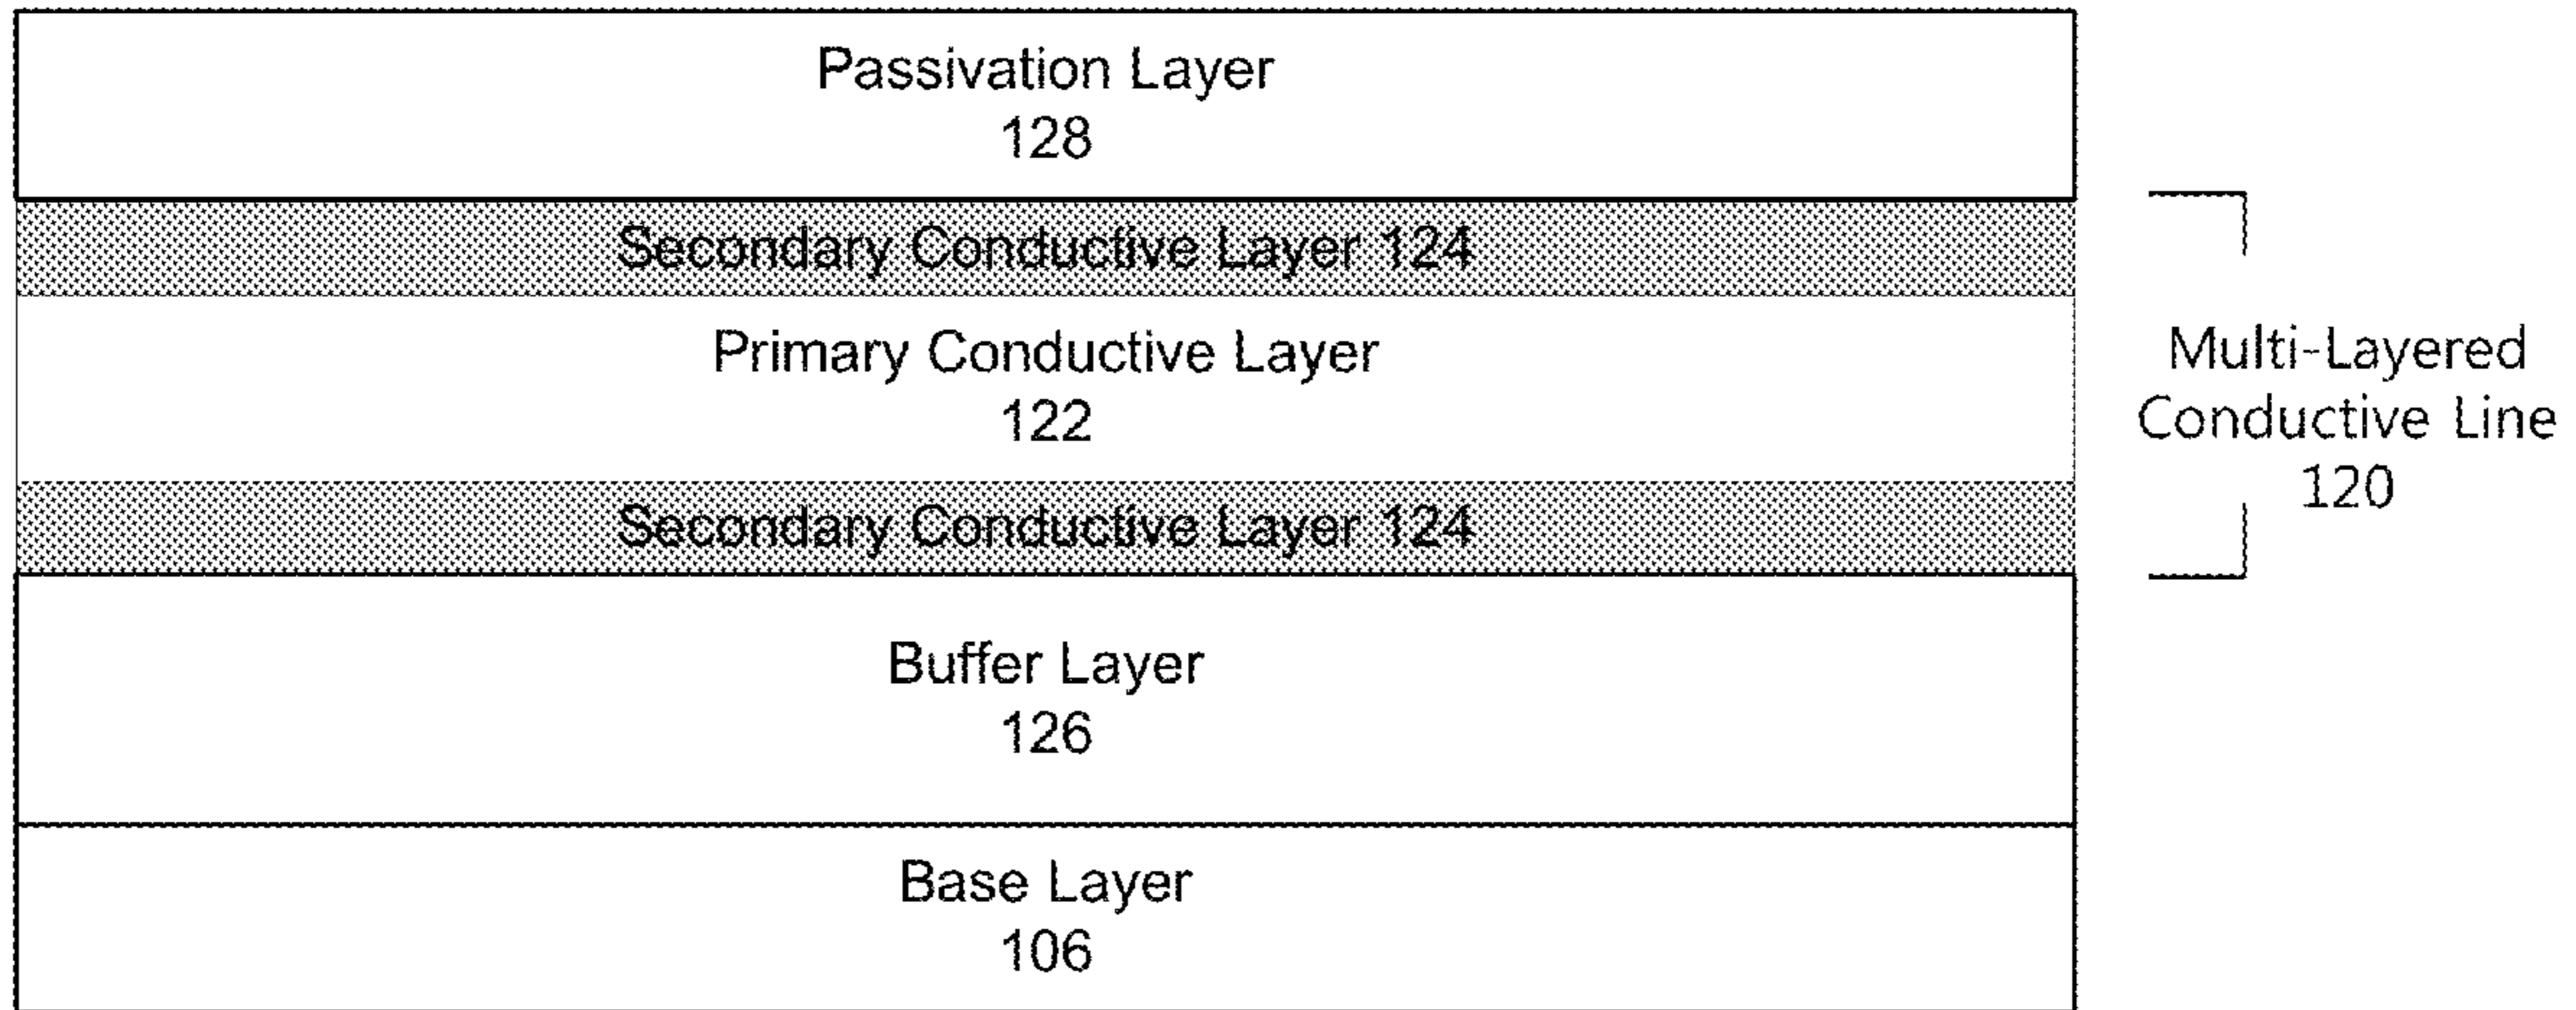 Passivation Layer
128
Secondary Conductive Layer 124
Primary Conductive Layer
122
Secondary Conductive Layer 124
Buffer Layer
126
Base Layer
106
Multi-Layered
Conductive Line
120